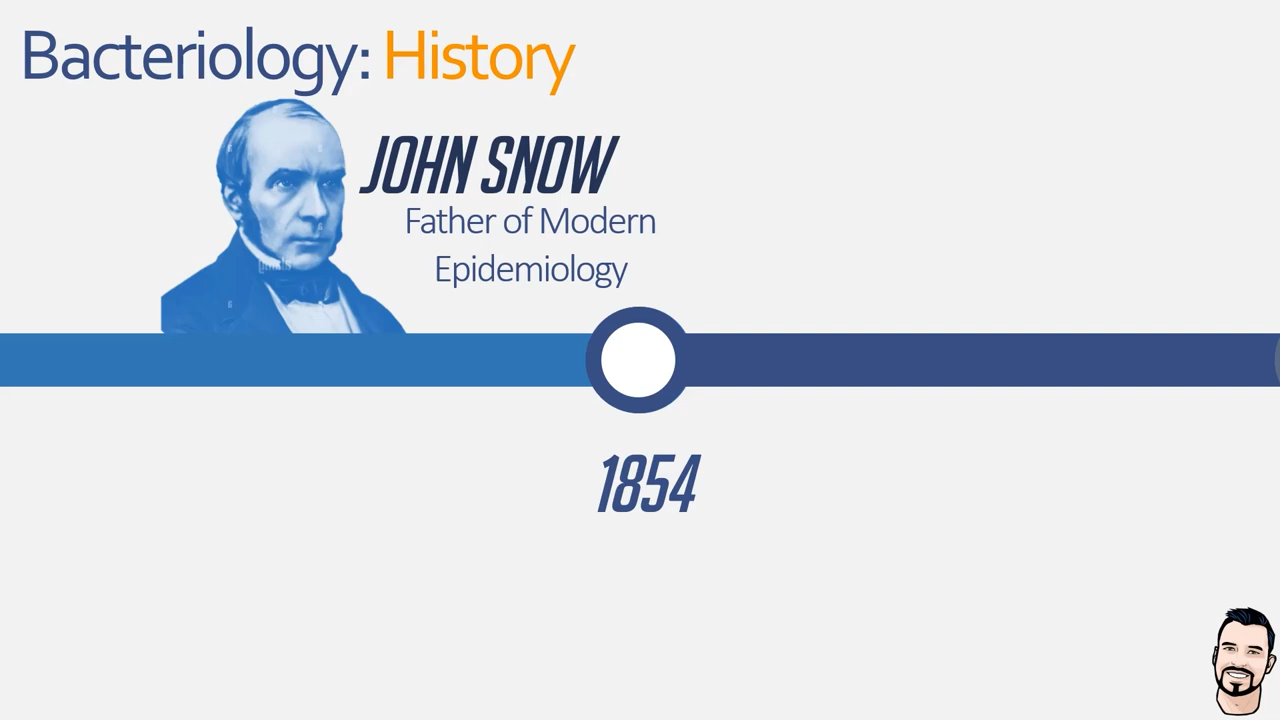 Bacteriology: History
JOHN SNOW
Father of Modern
Epidemiology
1854